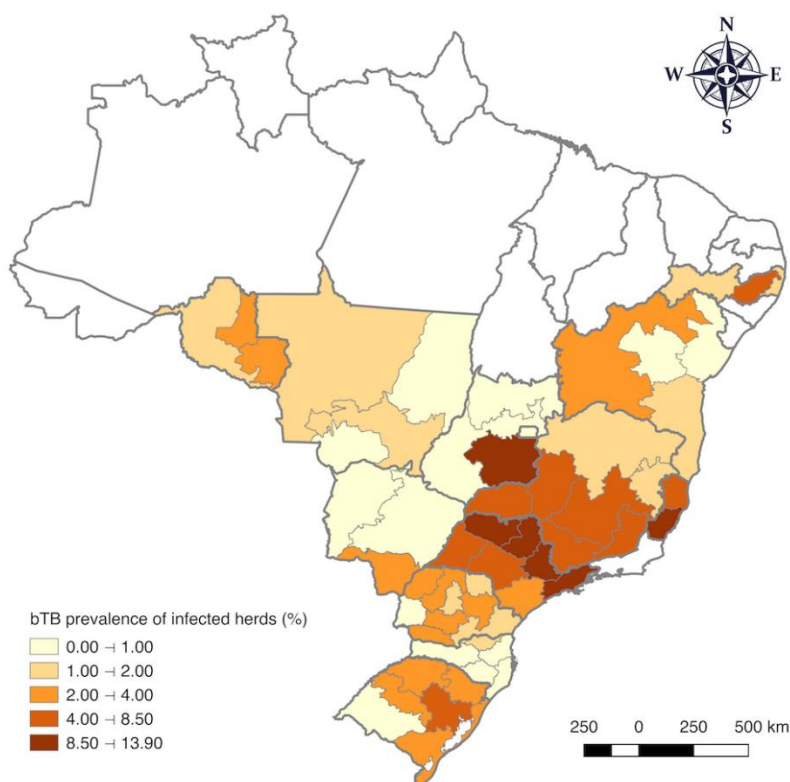 N
W E
S
bTB prevalence of infected herds (%)
0.00 ⊣ 1.00
1.00 ⊣ 2.00
2.00 ⊣ 4.00
4.00 ⊣ 8.50
8.50 ⊣ 13.90
250 0 250 500 km